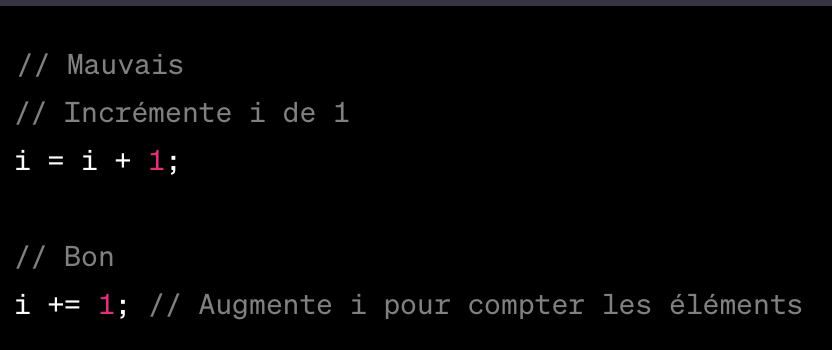 // Mauvais
// Incrémente i de 1
i = i + 1;
// Bon
i += 1; // Augmente i pour compter les éléments